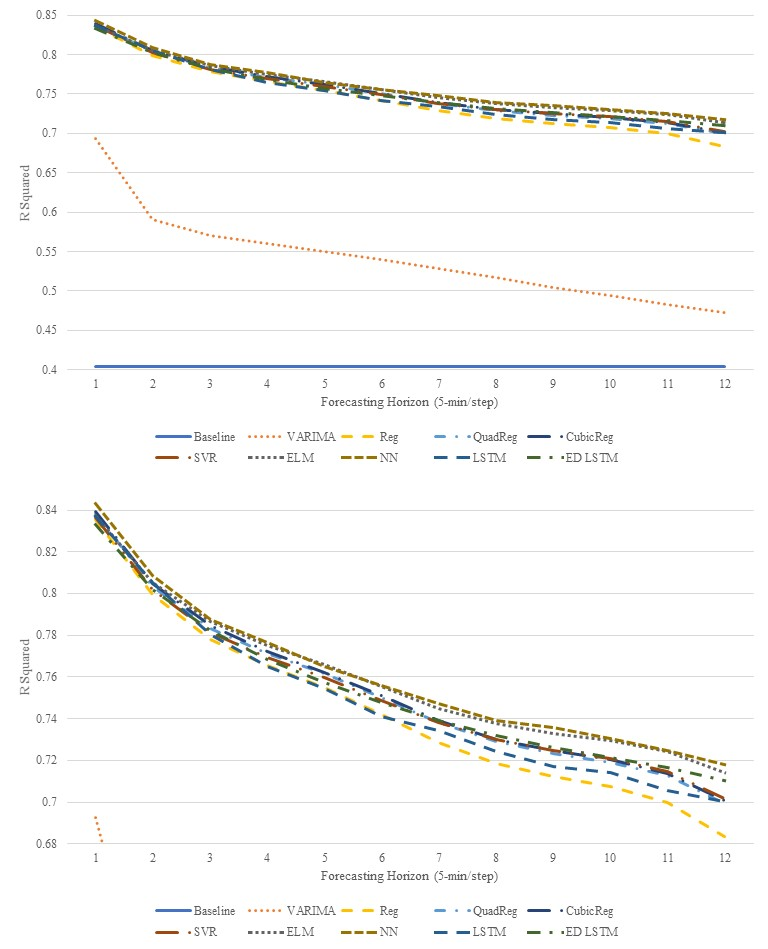 0.85
0.8
0.75
0.7
0.65
0.6
0.55
0.5
0.45
0.4
R Squared
1 2 3 4 5 6 7 8 9 10 11 12
Forecasting Horizon (5-min/step)
Baseline VARIMA Reg QuadReg CubicReg
SVR ELM NN LSTM ED LSTM
0.84
0.82
0.8
0.78
0.76
0.74
0.72
0.7
0.68
R Squared
1 2 3 4 5 6 7 8 9 10 11 12
Forecasting Horizon (5-min/step)
Baseline VARIMA Reg QuadReg CubicReg
SVR ELM NN LSTM ED LSTM